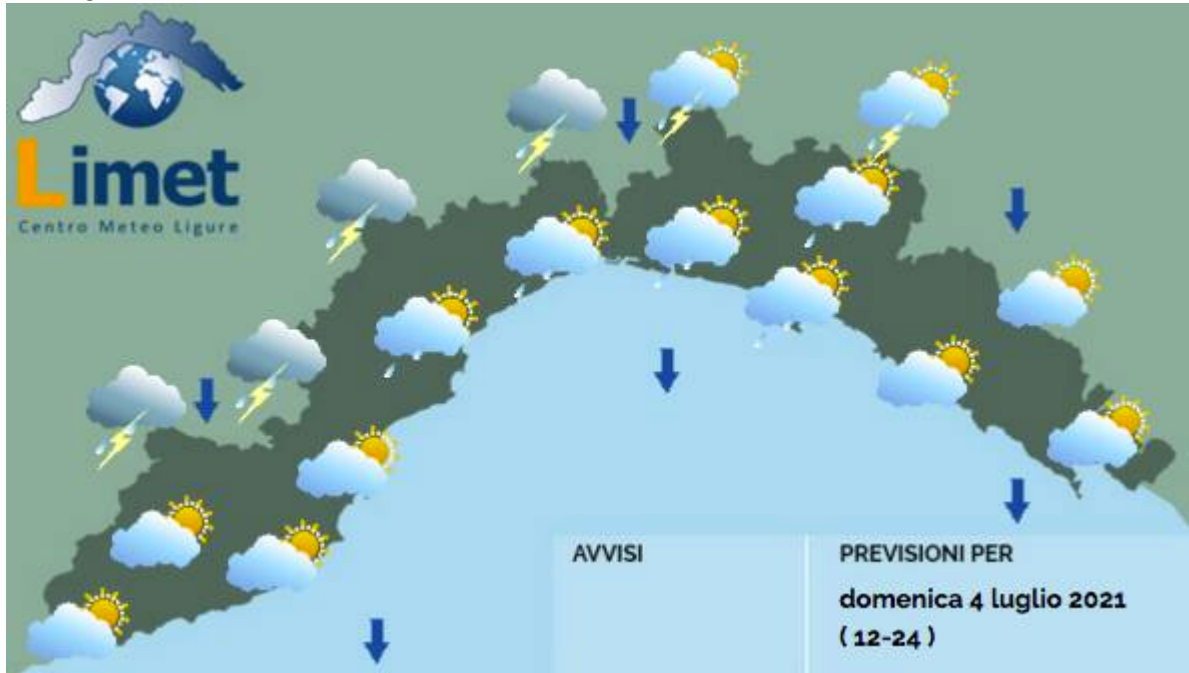 Limet
Centro Meteo Ligure
AVVISI
PREVISIONI PER
domenica 4 luglio 2021
( 12-24 )